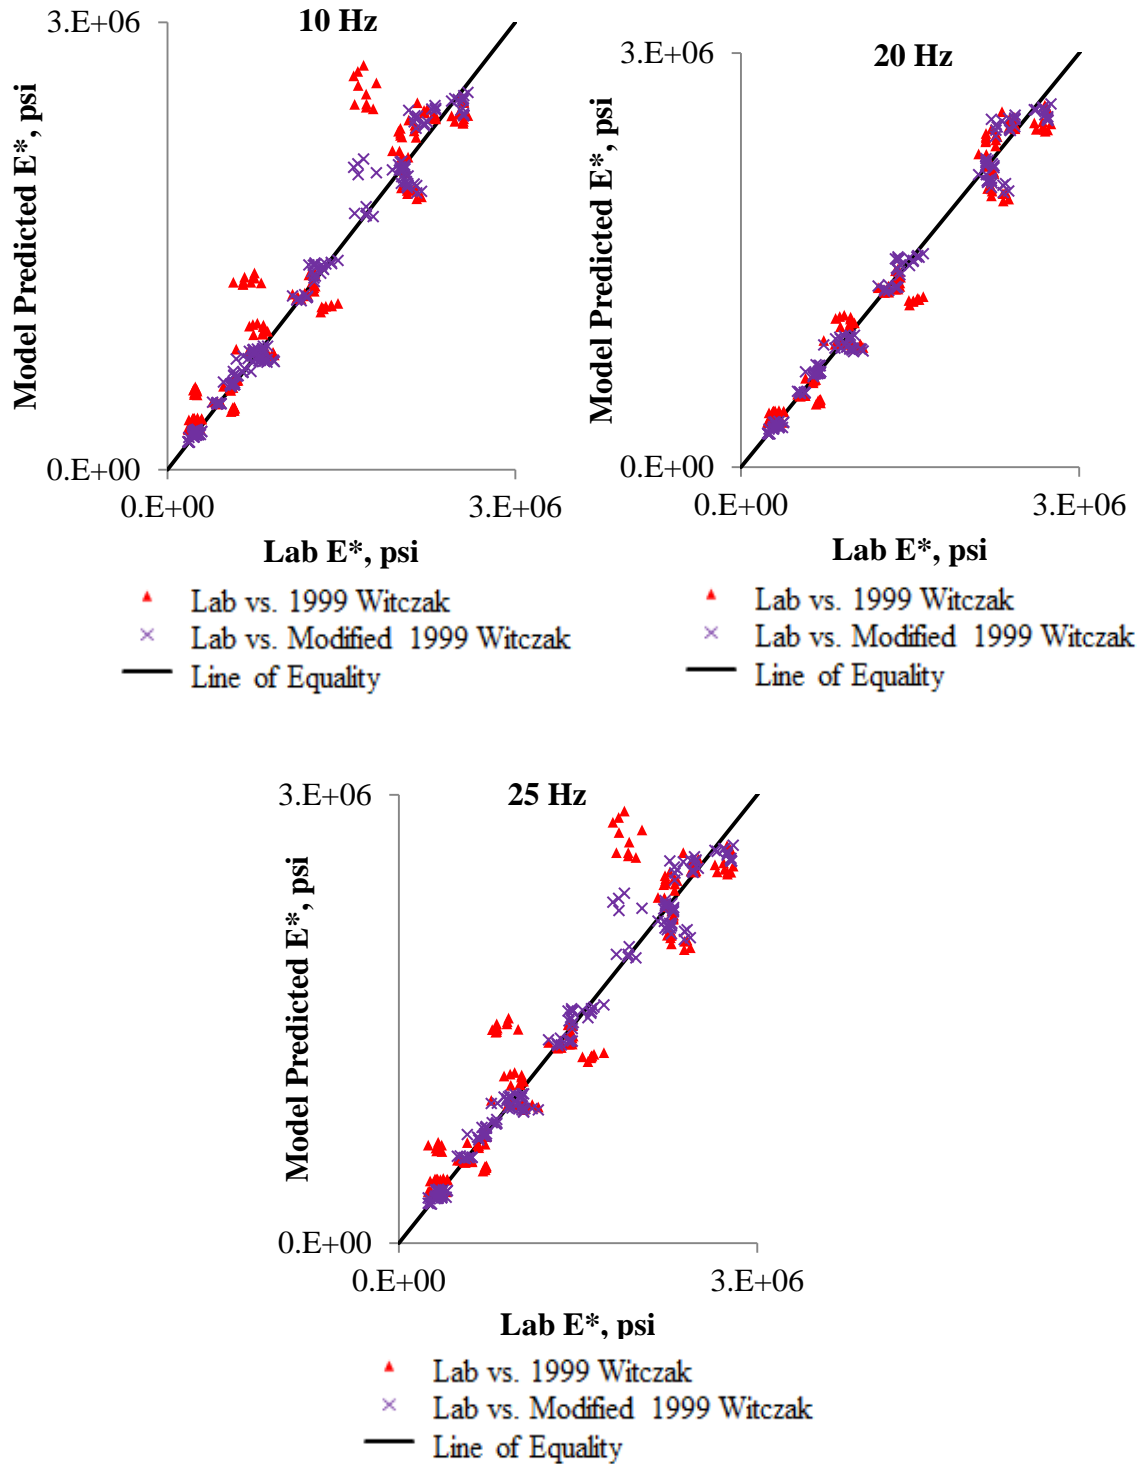 10 Hz
3.E+06
Model Predicted E*, psi
0.E+00
0.E+00 3.E+06
Lab E*, psi
Lab vs. 1999 Witczak
Lab vs. Modified 1999 Witczak
Line of Equality
20 Hz
3.E+06
Model Predicted E*, psi
0.E+00
0.E+00 3.E+06
Lab E*, psi
Lab vs. 1999 Witczak
Lab vs. Modified 1999 Witczak
Line of Equality
25 Hz
3.E+06
Model Predicted E*, psi
0.E+00
0.E+00 3.E+06
Lab E*, psi
Lab vs. 1999 Witczak
Lab vs. Modified 1999 Witczak
Line of Equality